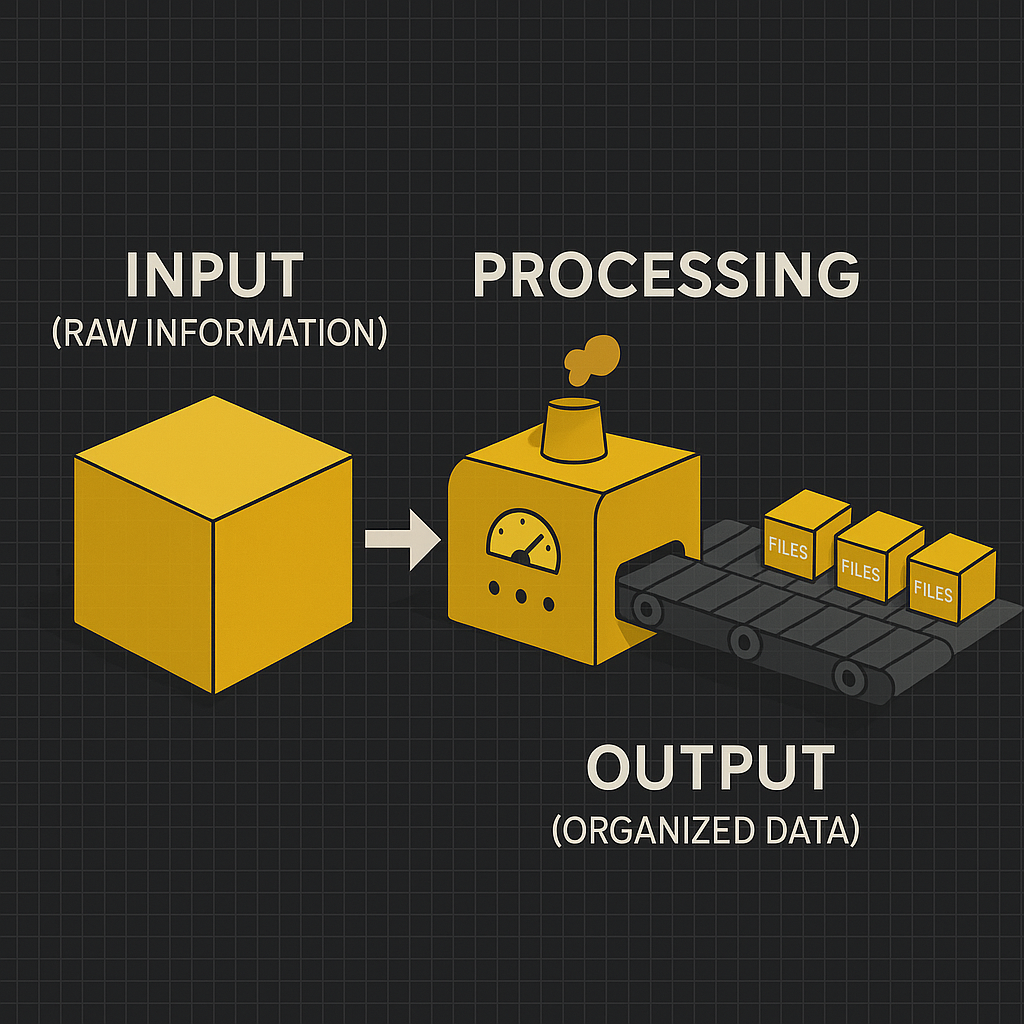 INPUT
(RAW INFORMATION)
PROCESSING
FILES
FILES
FILES
OUTPUT
(ORGANIZED DATA)